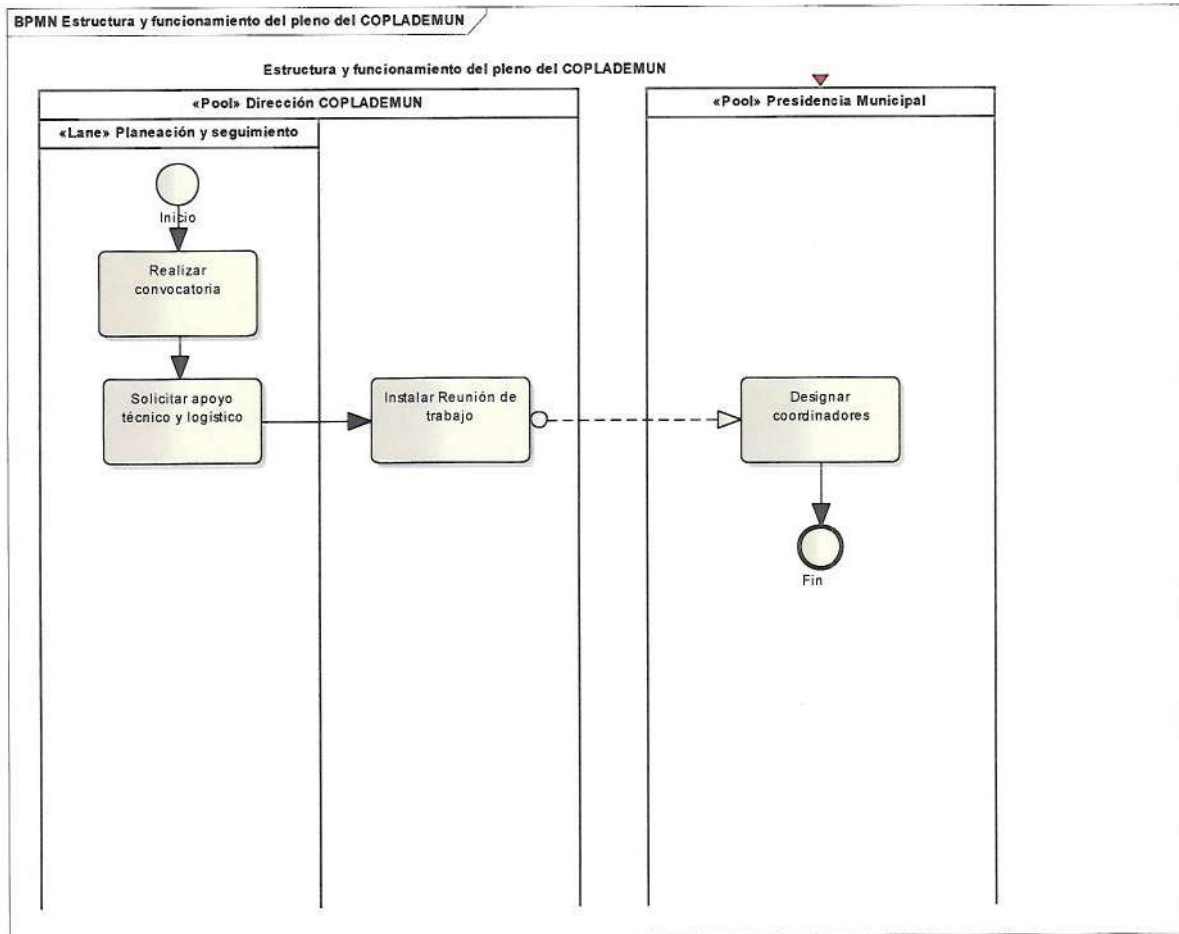 BPMN Estructura y funcionamiento del pleno del COPLADEMUN
Estructura y funcionamiento del pleno del COPLADEMUN
«Pool» Dirección COPLADEMUN
«Pool» Presidencia Municipal
«Lane» Planeación y seguimiento
Inicio
Realizar
convocatoria
Solicitar apoyo
técnico y logístico
Instalar Reunión de
trabajo
Designar
coordinadores
Fin